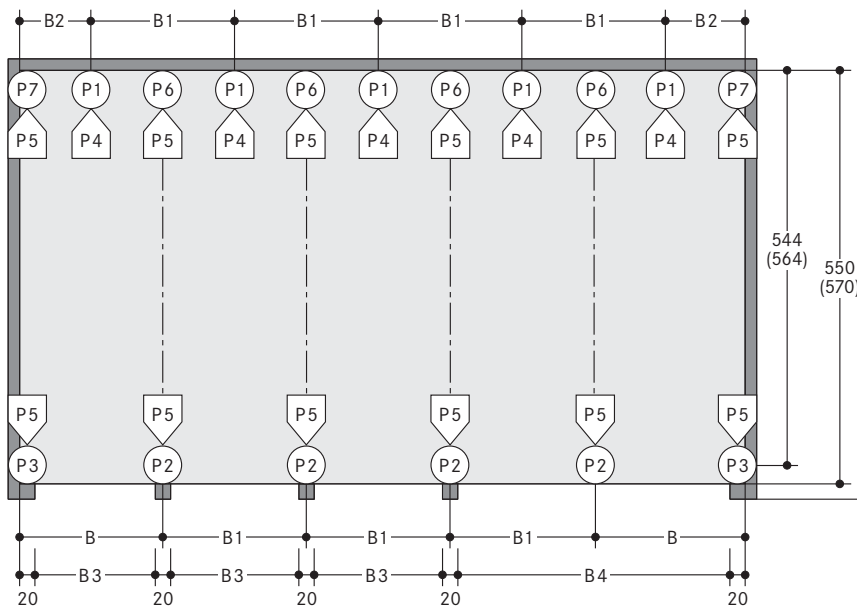 B2 B1 B1 B1 B1 B2
P7 P1 P6 P1 P6 P1 P6 P1 P6 P1 P7
P5 P4 P5 P4 P5 P4 P5 P4 P5 P4 P5
544
(564)
550
(570)
P5 P5 P5 P5 P5 P5
P3 P2 P2 P2 P2 P3
B B1 B1 B1 B
B3 B3 B3 B4
20 20 20 20 20